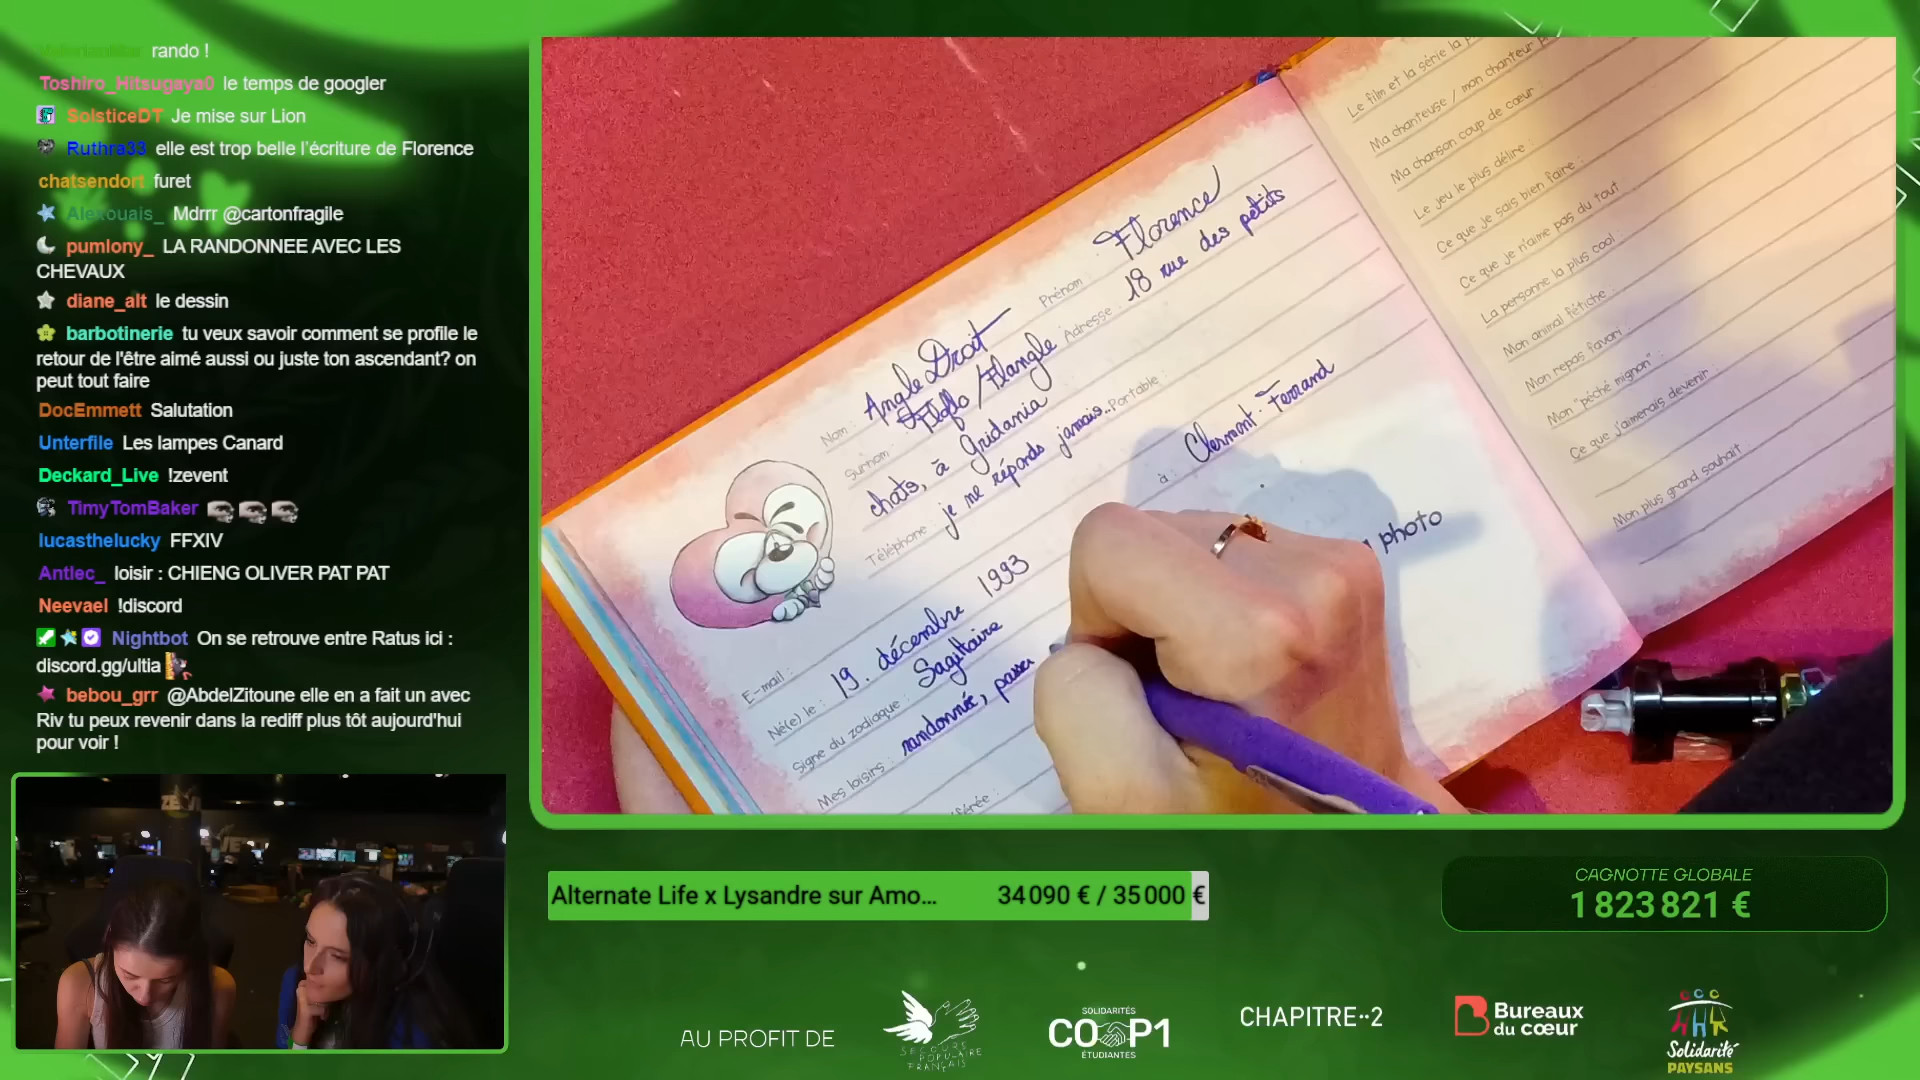 rando !
Toshiro_Hitsugaya0 le temps de googler
SolsticeDT Je mise sur Lion
Ruthra33 elle est trop belle l'écriture de Florence
chatsendort furet
Alexouais_ Mdrrr @cartonfragile
pumlony_ LA RANDONNEE AVEC LES
CHEVAUX
diane_alt le dessin
barbotinerie tu veux savoir comment se profile le
retour de l'être aimé aussi ou juste ton ascendant? on
peut tout faire
DocEmmett Salutation
Unterfile Les lampes Canard
Deckard_Live !zevent
TimyTomBaker
lucasthelucky FFXIV
Antlec_ loisir : CHIENG OLIVER PAT PAT
Neevael !discord
Nightbot On se retrouve entre Ratus ici :
discord.gg/ultia
bebou_grr @AbdelZitoune elle en a fait un avec
Riv tu peux revenir dans la rediff plus tôt aujourd'hui
pour voir !
Nom : Angle Droit Prénom : Florence
Surnom : Floflo / Flangle Adresse : 18 rue des petits
chats, à Gridania
Téléphone : je ne réponds jamais.. Portable :
E-mail :
Né(e) le : 19 décembre 1993 à : Clermont-Ferrand
Signe du zodiaque : Sagittaire
Mes loisirs : randonnée, passer
photo
Le film et la série la
Ma chanteuse / mon chanteur
Ma chanson coup de cœur :
Le jeu le plus délire :
Ce que je sais bien faire :
Ce que je n'aime pas du tout :
La personne la plus cool :
Mon animal fétiche :
Mon repas favori :
Mon "péché mignon" :
Ce que j'aimerais devenir :
Mon plus grand souhait
Alternate Life x Lysandre sur Amo... 34 090 € / 35 000 €
CAGNOTTE GLOBALE
1 823 821 €
AU PROFIT DE
SECOURS
POPULAIRE
FRANÇAIS
SOLIDARITÉS
CO P1
ÉTUDIANTES
CHAPITRE··2
Bureaux
du cœur
Solidarité
PAYSANS